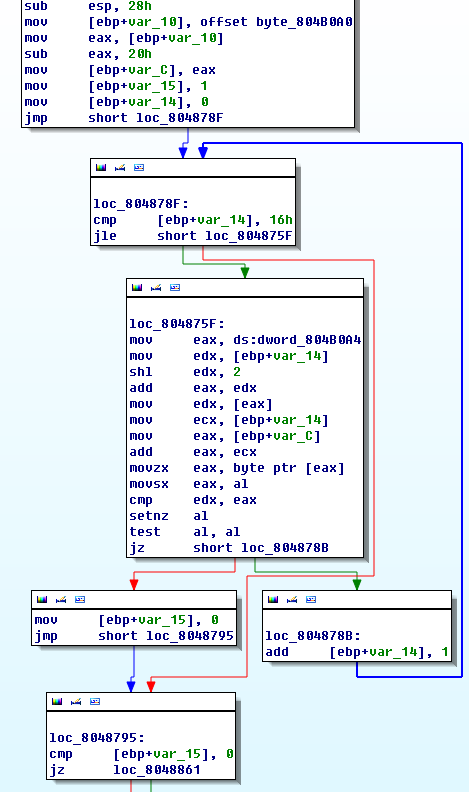 sub     esp, 28h
mov     [ebp+var_10], offset byte_804B0A0
mov     eax, [ebp+var_10]
sub     eax, 20h
mov     [ebp+var_C], eax
mov     [ebp+var_15], 1
mov     [ebp+var_14], 0
jmp     short loc_804878F
loc_804878F:
cmp     [ebp+var_14], 16h
jle     short loc_804875F
loc_804875F:
mov     eax, ds:dword_804B0A4
mov     edx, [ebp+var_14]
shl     edx, 2
add     eax, edx
mov     edx, [eax]
mov     ecx, [ebp+var_14]
mov     eax, [ebp+var_C]
add     eax, ecx
movzx   eax, byte ptr [eax]
movsx   eax, al
cmp     edx, eax
setnz   al
test    al, al
jz      short loc_804878B
mov     [ebp+var_15], 0
jmp     short loc_8048795
loc_804878B:
add     [ebp+var_14], 1
loc_8048795:
cmp     [ebp+var_15], 0
jz      loc_8048861